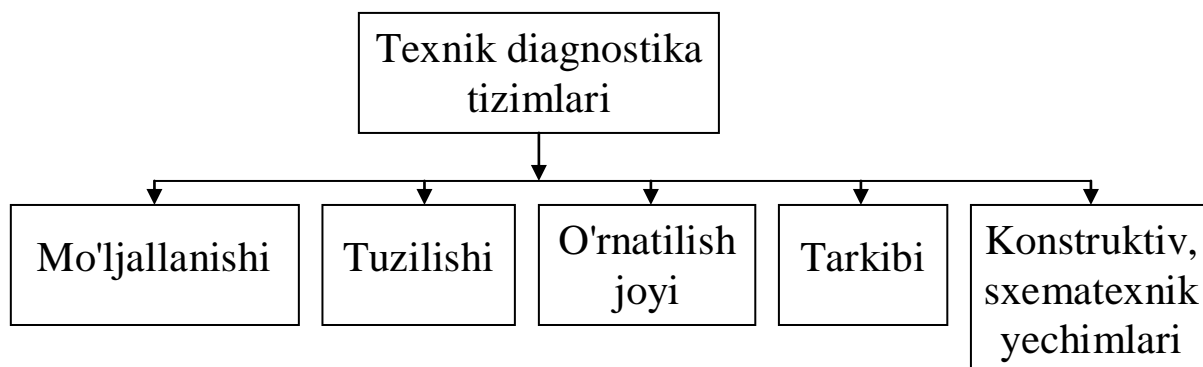 Texnik diagnostika
tizimlari
Mo'ljallanishi
Tuzilishi
O'rnatilish
joyi
Tarkibi
Konstruktiv,
sxematexnik
yechimlari